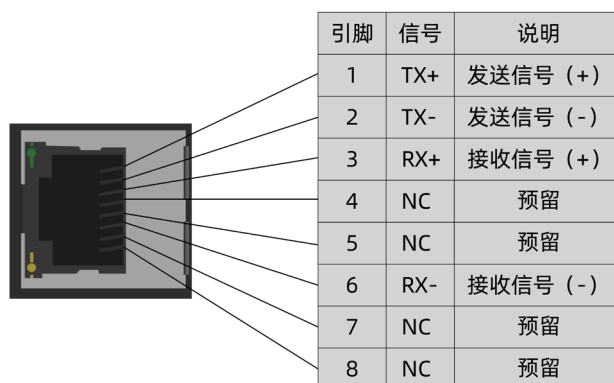 引脚 信号 说明
1 TX+ 发送信号（+）
2 TX- 发送信号（-）
3 RX+ 接收信号（+）
4 NC 预留
5 NC 预留
6 RX- 接收信号（-）
7 NC 预留
8 NC 预留